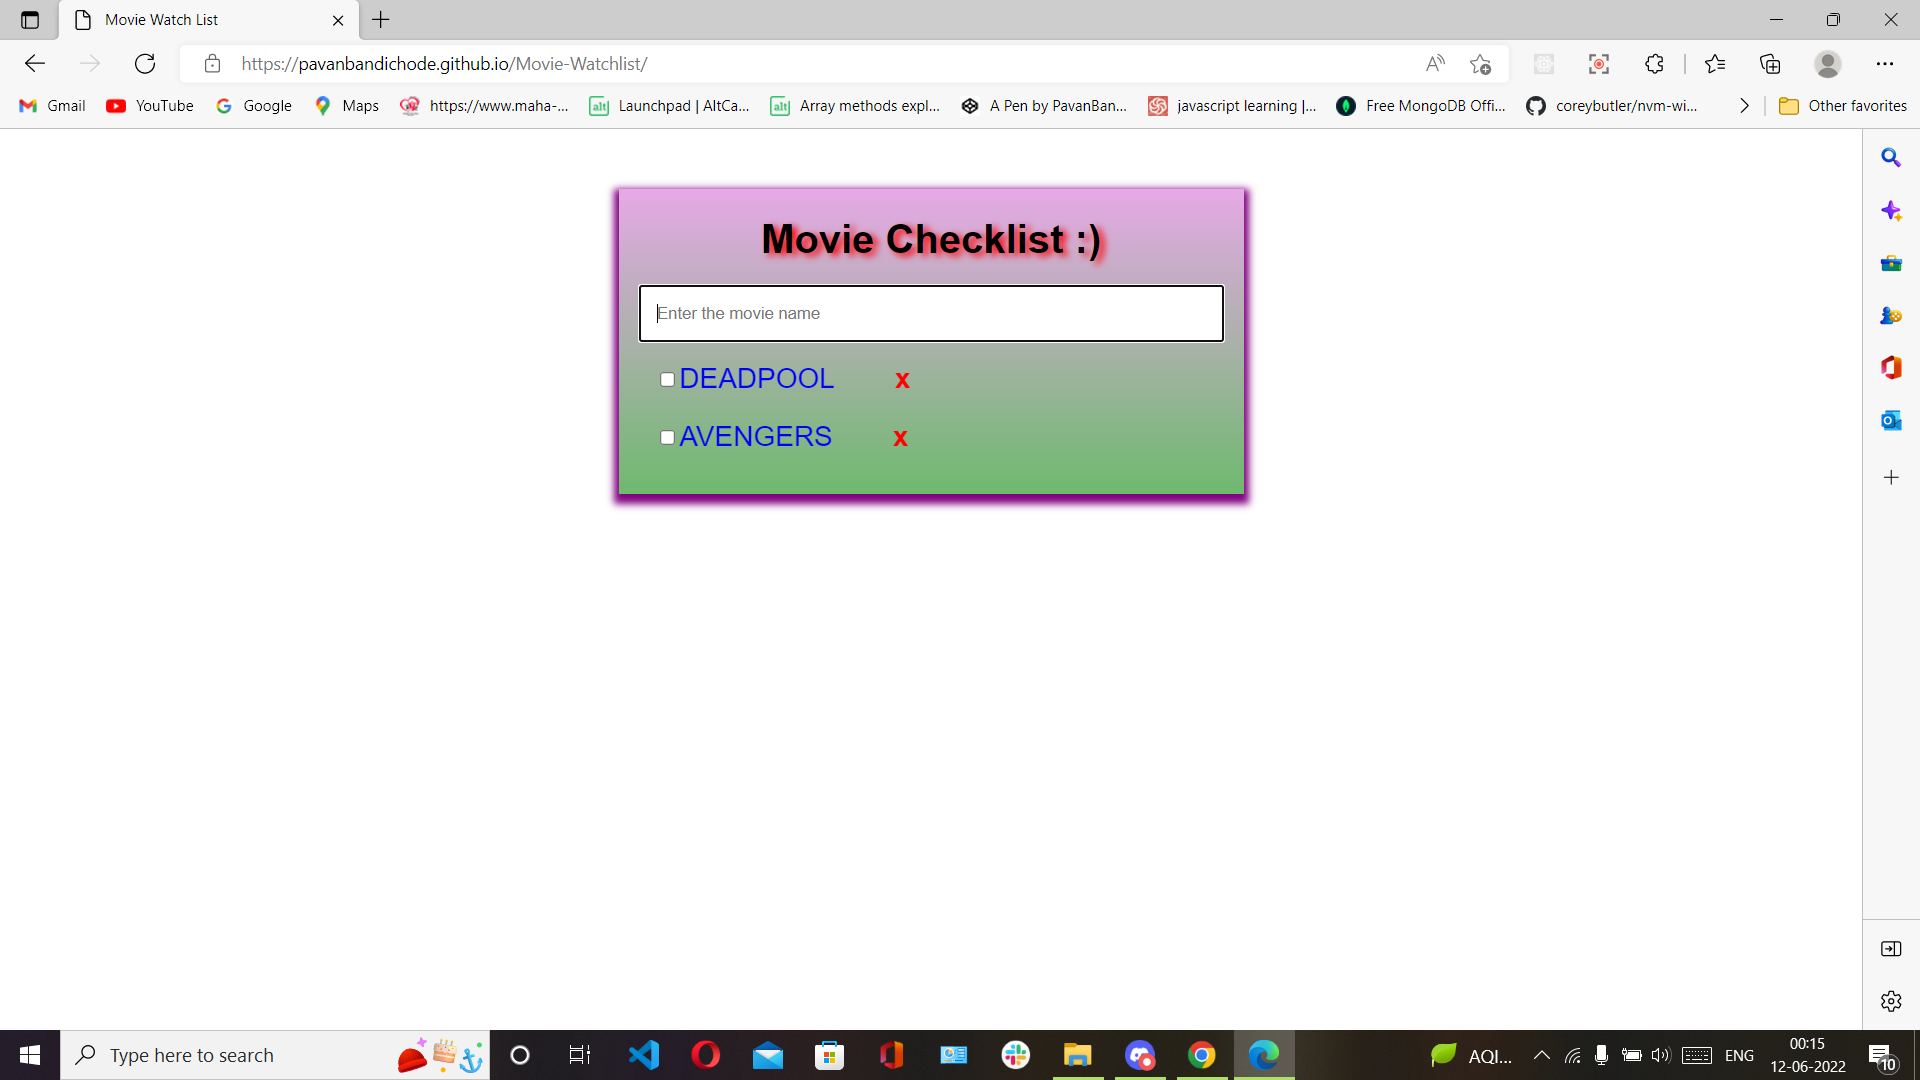 Movie Watch List
https://pavanbandichode.github.io/Movie-Watchlist/
Gmail
YouTube
Google
Maps
https://www.maha-...
Launchpad | AltCa...
Array methods expl...
A Pen by PavanBan...
javascript learning |...
Free MongoDB Offi...
coreybutler/nvm-wi...
Other favorites
Movie Checklist :)
Enter the movie name
DEADPOOL x
AVENGERS x
Type here to search
AQI...
ENG
00:15
12-06-2022
10